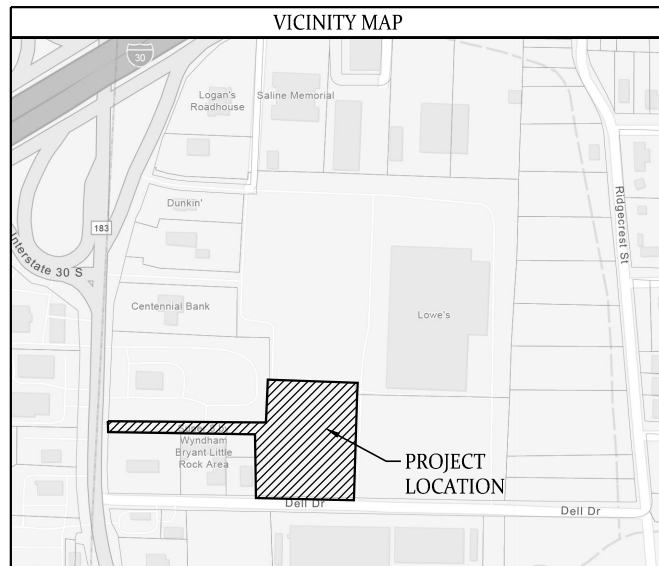 VICINITY MAP
30
Logan's
Roadhouse
Saline Memorial
Dunkin'
183
Interstate 30 S
Ridgecrest St
Centennial Bank
Lowe's
Wyndham
Bryant Little
Rock Area
PROJECT
LOCATION
Dell Dr
Dell Dr